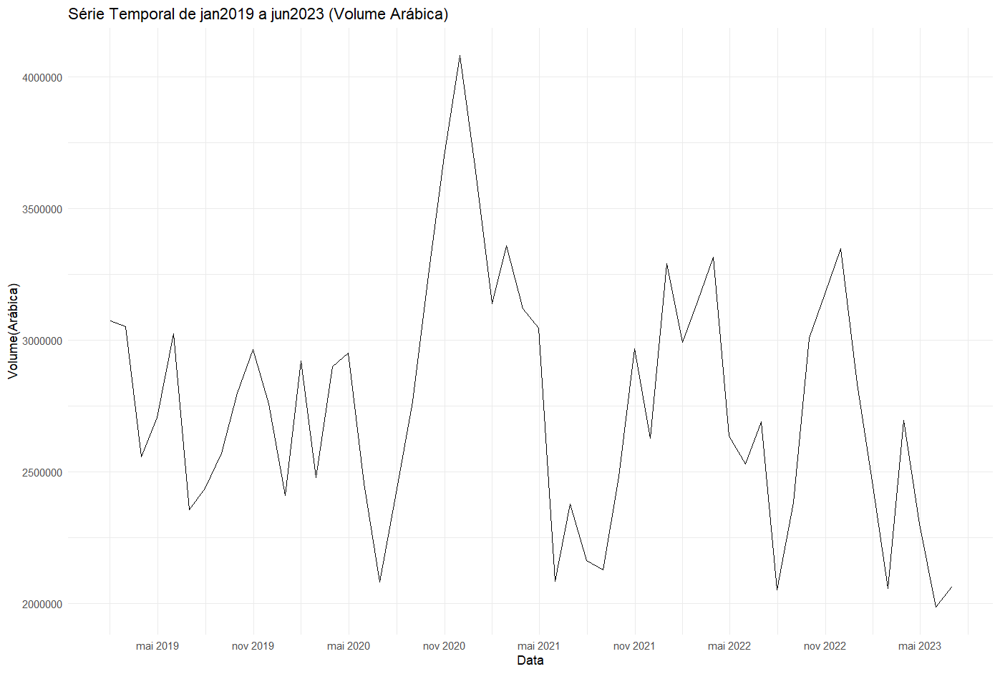 Série Temporal de jan2019 a jun2023 (Volume Arábica)
4000000
3500000
3000000
2500000
2000000
Volume(Arábica)
mai 2019
nov 2019
mai 2020
nov 2020
mai 2021
nov 2021
mai 2022
nov 2022
mai 2023
Data